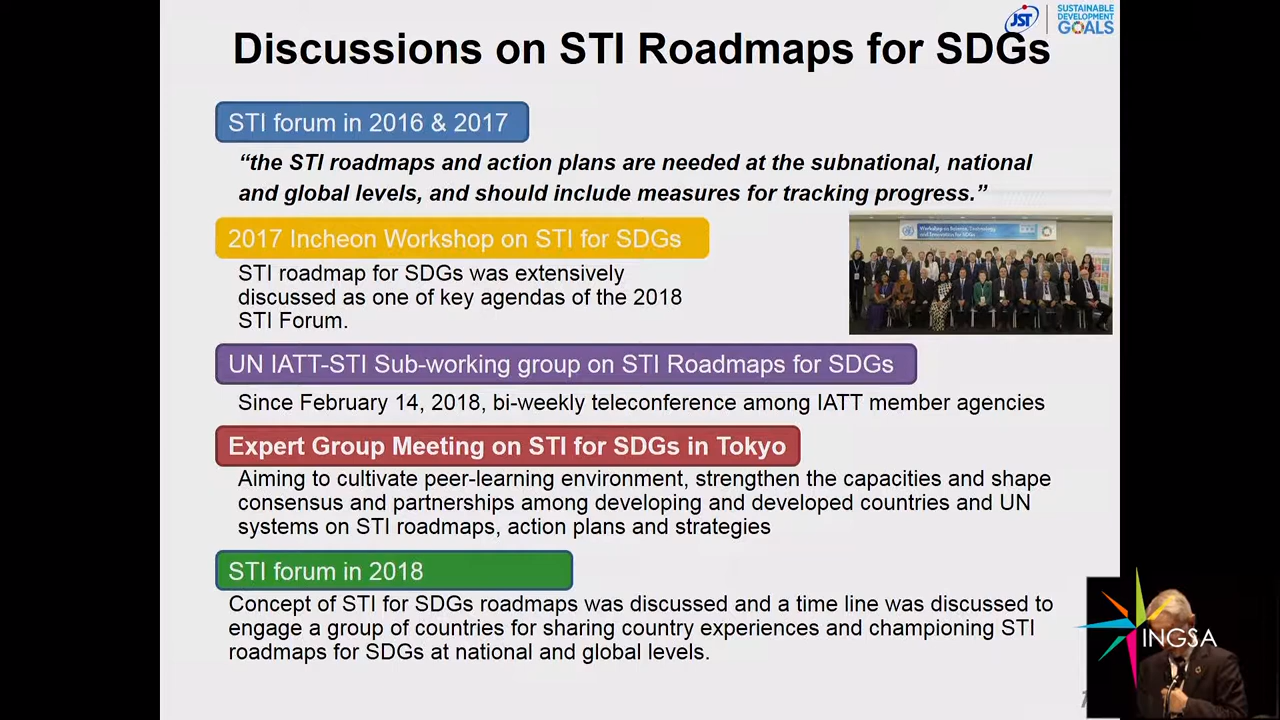 JST
SUSTAINABLE
DEVELOPMENT
GOALS
Discussions on STI Roadmaps for SDGs
STI forum in 2016 & 2017
“the STI roadmaps and action plans are needed at the subnational, national
and global levels, and should include measures for tracking progress.”
2017 Incheon Workshop on STI for SDGs
STI roadmap for SDGs was extensively
discussed as one of key agendas of the 2018
STI Forum.
Workshop on Science, Technology
and Innovation for SDGs
UN IATT-STI Sub-working group on STI Roadmaps for SDGs
Since February 14, 2018, bi-weekly teleconference among IATT member agencies
Expert Group Meeting on STI for SDGs in Tokyo
Aiming to cultivate peer-learning environment, strengthen the capacities and shape
consensus and partnerships among developing and developed countries and UN
systems on STI roadmaps, action plans and strategies
STI forum in 2018
Concept of STI for SDGs roadmaps was discussed and a time line was discussed to
engage a group of countries for sharing country experiences and championing STI
roadmaps for SDGs at national and global levels.
INGSA